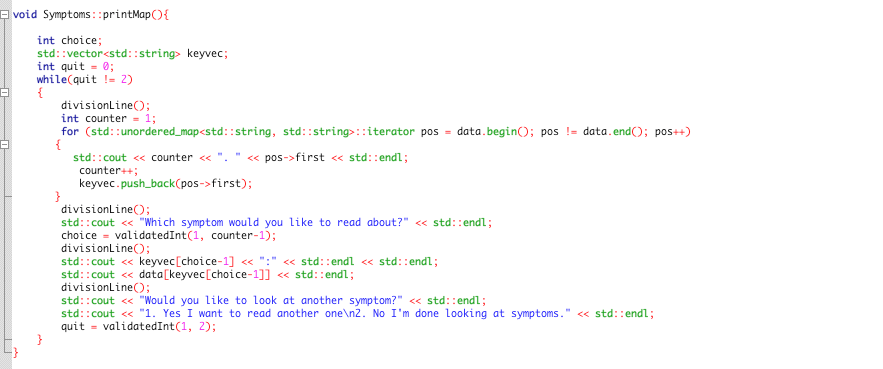 void Symptoms::printMap(){
int choice;
std::vector<std::string> keyvec;
int quit = 0;
while(quit != 2)
{
divisionLine();
int counter = 1;
for (std::unordered_map<std::string, std::string>::iterator pos = data.begin(); pos != data.end(); pos++)
{
std::cout << counter << ". " << pos->first << std::endl;
counter++;
keyvec.push_back(pos->first);
}
divisionLine();
std::cout << "Which symptom would you like to read about?" << std::endl;
choice = validatedInt(1, counter-1);
divisionLine();
std::cout << keyvec[choice-1] << ":" << std::endl << std::endl;
std::cout << data[keyvec[choice-1]] << std::endl;
divisionLine();
std::cout << "Would you like to look at another symptom?" << std::endl;
std::cout << "1. Yes I want to read another one\n2. No I'm done looking at symptoms." << std::endl;
quit = validatedInt(1, 2);
}
}